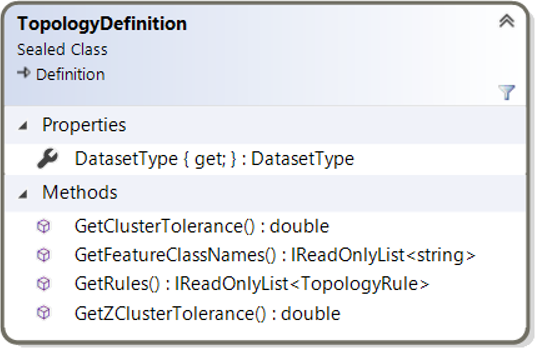 TopologyDefinition
Sealed Class
Definition
Properties
DatasetType { get; } : DatasetType
Methods
GetClusterTolerance() : double
GetFeatureClassNames() : IReadOnlyList<string>
GetRules() : IReadOnlyList<TopologyRule>
GetZClusterTolerance() : double